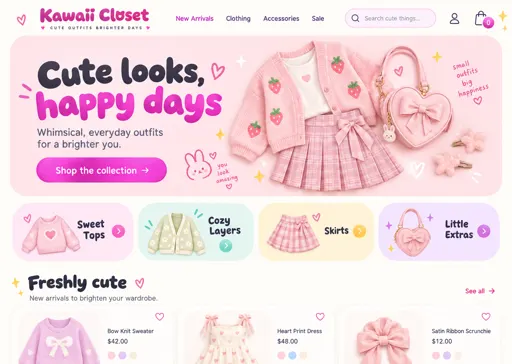 Kawaii Closet
CUTE OUTFITS BRIGHTER DAYS
New Arrivals
Clothing
Accessories
Sale
Search cute things...
0
Cute looks,
happy days
Whimsical, everyday outfits
for a brighter you.
Shop the collection →
small
outfits
big
happiness
you
look
amazing
Sweet
Tops
Cozy
Layers
Skirts
Little
Extras
Freshly cute
New arrivals to brighten your wardrobe.
See all →
Bow Knit Sweater
$42.00
Heart Print Dress
$48.00
Satin Ribbon Scrunchie
$12.00